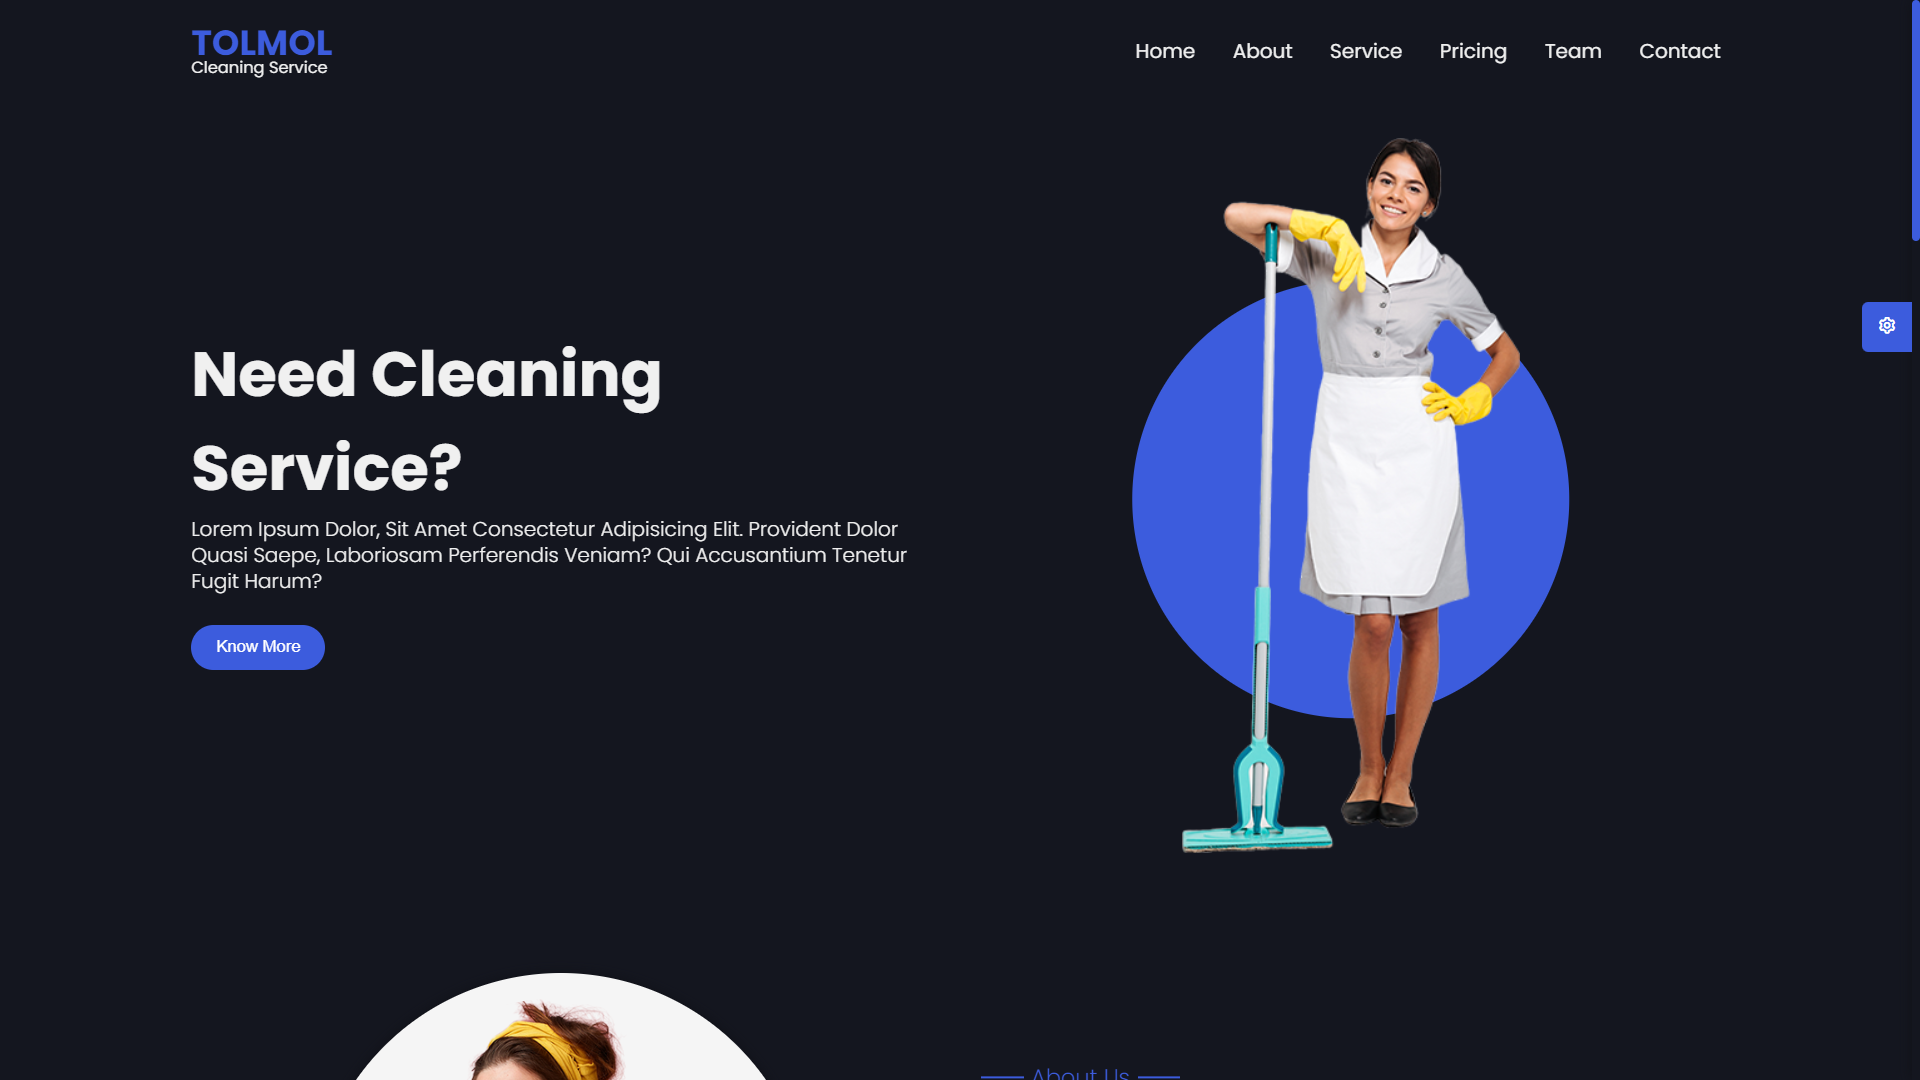 TOLMOL
Cleaning Service
Home About Service Pricing Team Contact
Need Cleaning
Service?
Lorem Ipsum Dolor, Sit Amet Consectetur Adipisicing Elit. Provident Dolor
Quasi Saepe, Laboriosam Perferendis Veniam? Qui Accusantium Tenetur
Fugit Harum?
Know More
About Us